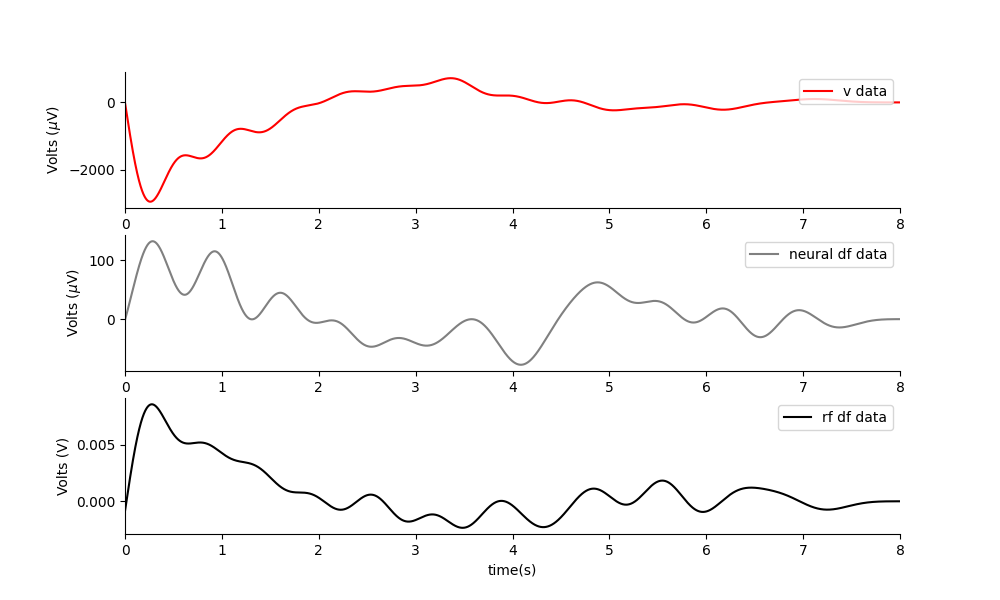 v data
0
−2000
Volts (μV)
0 1 2 3 4 5 6 7 8
neural df data
100
0
Volts (μV)
0 1 2 3 4 5 6 7 8
rf df data
0.005
0.000
Volts (V)
0 1 2 3 4 5 6 7 8
time(s)